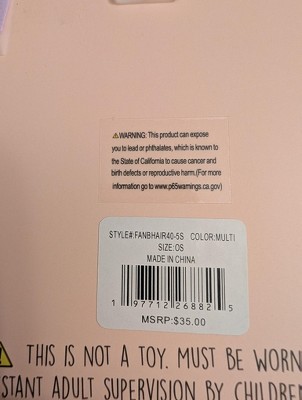 ⚠WARNING: This product can expose
you to lead or phthalates, which is known to
the State of California to cause cancer and
birth defects or reproductive harm.(For more
information go to www.p65warnings.ca.gov)
STYLE#:FANBHAIR40-5S COLOR:MULTI
SIZE:OS
MADE IN CHINA
1 97712 26882 5
MSRP:$35.00
THIS IS NOT A TOY. MUST BE WORN
STANT ADULT SUPERVISION BY CHILDREN